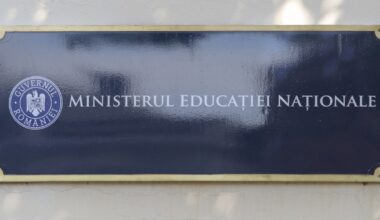 GUVERNUL
ROMÂNIEI
MINISTERUL EDUCAȚIEI NAȚIONALE